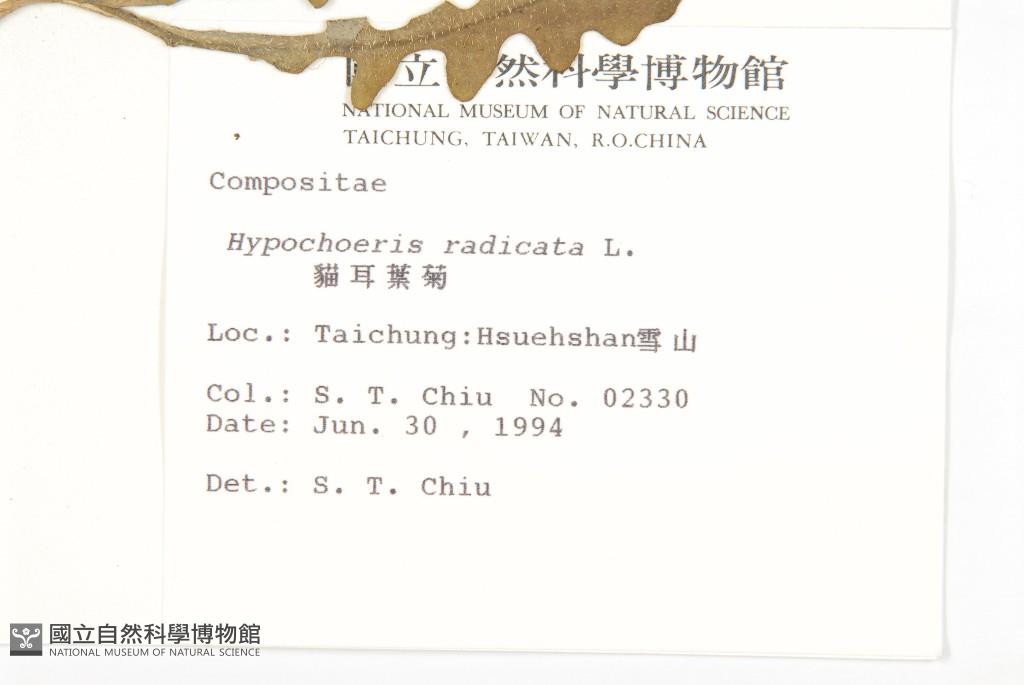 國立自然科學博物館
NATIONAL MUSEUM OF NATURAL SCIENCE
TAICHUNG, TAIWAN, R.O.CHINA
Compositae
Hypochoeris radicata L.
貓耳葉菊
Loc.: Taichung:Hsuehshan雪山
Col.: S. T. Chiu No. 02330
Date: Jun. 30 , 1994
Det.: S. T. Chiu
國立自然科學博物館
NATIONAL MUSEUM OF NATURAL SCIENCE